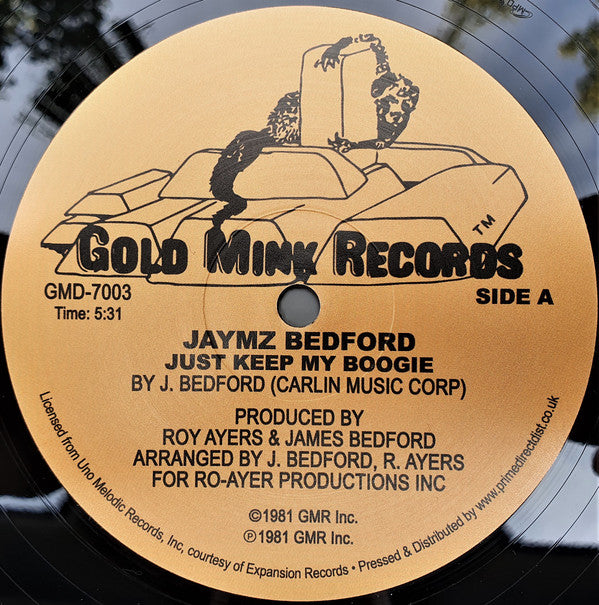 GOLD MINK RECORDS
TM
GMD-7003
Time: 5:31
SIDE A
JAYMZ BEDFORD
JUST KEEP MY BOOGIE
BY J. BEDFORD (CARLIN MUSIC CORP)
PRODUCED BY
ROY AYERS & JAMES BEDFORD
ARRANGED BY J. BEDFORD, R. AYERS
FOR RO-AYER PRODUCTIONS INC
©1981 GMR Inc.
℗1981 GMR Inc.
Licensed from Uno Melodic Records, Inc, courtesy of Expansion Records • Pressed & Distributed by www.primedirectdist.co.uk